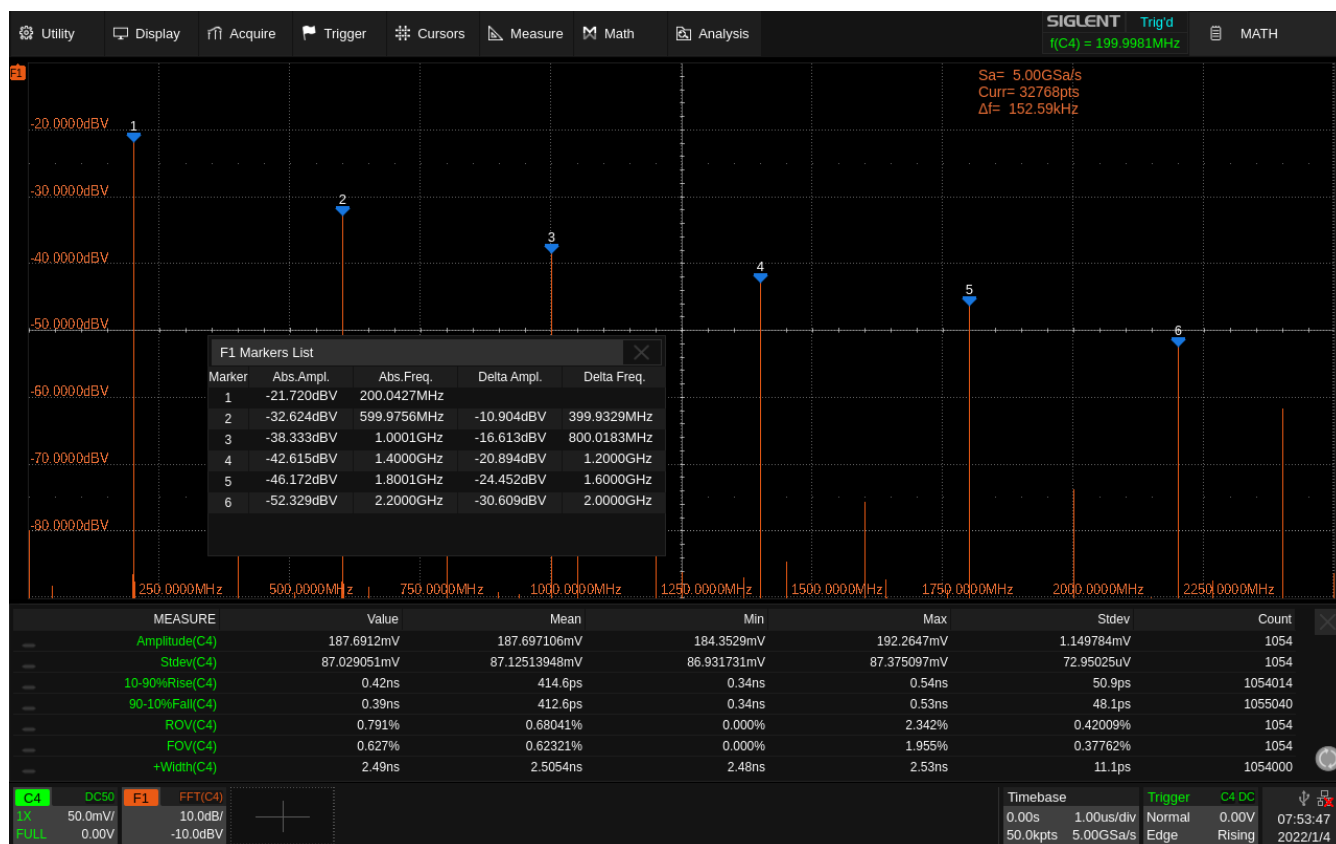 Utility Display Acquire Trigger Cursors Measure Math Analysis SIGLENT Trig'd MATH
f(C4) = 199.9981MHz
F1
Sa= 5.00GSa/s
Curr= 32768pts
Δf= 152.59kHz
-20.0000dBV 1
-30.0000dBV 2
3
-40.0000dBV 4
5
-50.0000dBV 6
F1 Markers List
Marker Abs.Ampl. Abs.Freq. Delta Ampl. Delta Freq.
1 -21.720dBV 200.0427MHz
2 -32.624dBV 599.9756MHz -10.904dBV 399.9329MHz
3 -38.333dBV 1.0001GHz -16.613dBV 800.0183MHz
4 -42.615dBV 1.4000GHz -20.894dBV 1.2000GHz
5 -46.172dBV 1.8001GHz -24.452dBV 1.6000GHz
6 -52.329dBV 2.2000GHz -30.609dBV 2.0000GHz
-60.0000dBV
-70.0000dBV
-80.0000dBV
250.0000MHz 500.0000MHz 750.0000MHz 1000.0000MHz 1250.0000MHz 1500.0000MHz 1750.0000MHz 2000.0000MHz 2250.0000MHz
MEASURE Value Mean Min Max Stdev Count
Amplitude(C4) 187.6912mV 187.697106mV 184.3529mV 192.2647mV 1.149784mV 1054
Stdev(C4) 87.029051mV 87.12513948mV 86.931731mV 87.375097mV 72.95025uV 1054
10-90%Rise(C4) 0.42ns 414.6ps 0.34ns 0.54ns 50.9ps 1054014
90-10%Fall(C4) 0.39ns 412.6ps 0.34ns 0.53ns 48.1ps 1055040
ROV(C4) 0.791% 0.68041% 0.000% 2.342% 0.42009% 1054
FOV(C4) 0.627% 0.62321% 0.000% 1.955% 0.37762% 1054
+Width(C4) 2.49ns 2.5054ns 2.48ns 2.53ns 11.1ps 1054000
C4 DC50 F1 FFT(C4) Timebase Trigger C4 DC
1X 50.0mV/ 10.0dB/ 0.00s 1.00us/div Normal 0.00V 07:53:47
FULL 0.00V -10.0dBV 50.0kpts 5.00GSa/s Edge Rising 2022/1/4